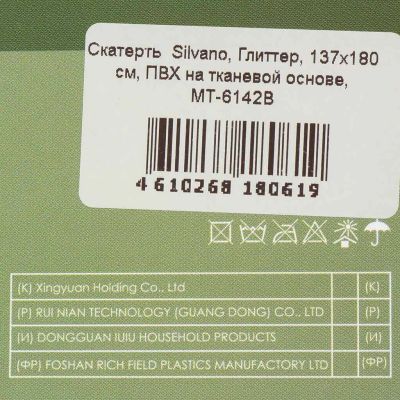 Скатерть Silvano, Глиттер, 137х180
см, ПВХ на тканевой основе,
МТ-6142В
4 610268 180619
(К) Xingyuan Holding Co., Ltd (К)
(Р) RUI NIAN TECHNOLOGY (GUANG DONG) CO., LTD (Р)
(И) DONGGUAN IUIU HOUSEHOLD PRODUCTS (И)
(ФР) FOSHAN RICH FIELD PLASTICS MANUFACTORY LTD (ФР)